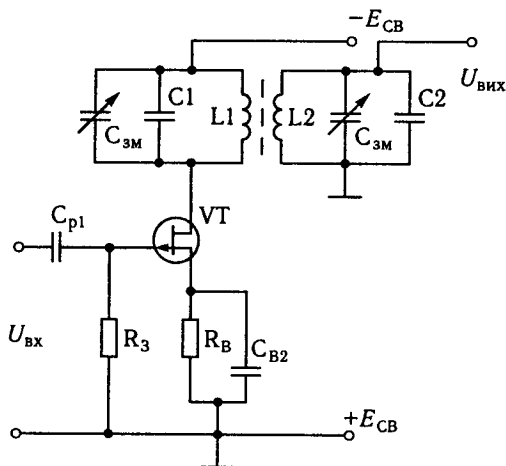 −E_СВ
U_ВИХ
C1
C2
L1
L2
C_ЗМ
C_ЗМ
VT
C_р1
U_ВХ
R_З
R_В
C_В2
+E_СВ